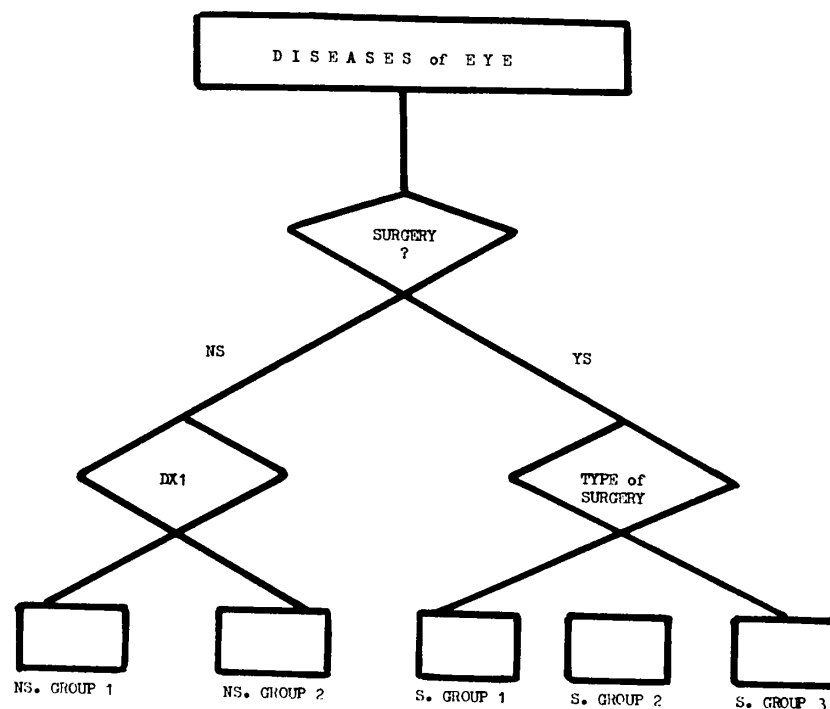 DISEASES of EYE
SURGERY
?
NS
YS
DX1
TYPE of
SURGERY
NS. GROUP 1
NS. GROUP 2
S. GROUP 1
S. GROUP 2
S. GROUP 3